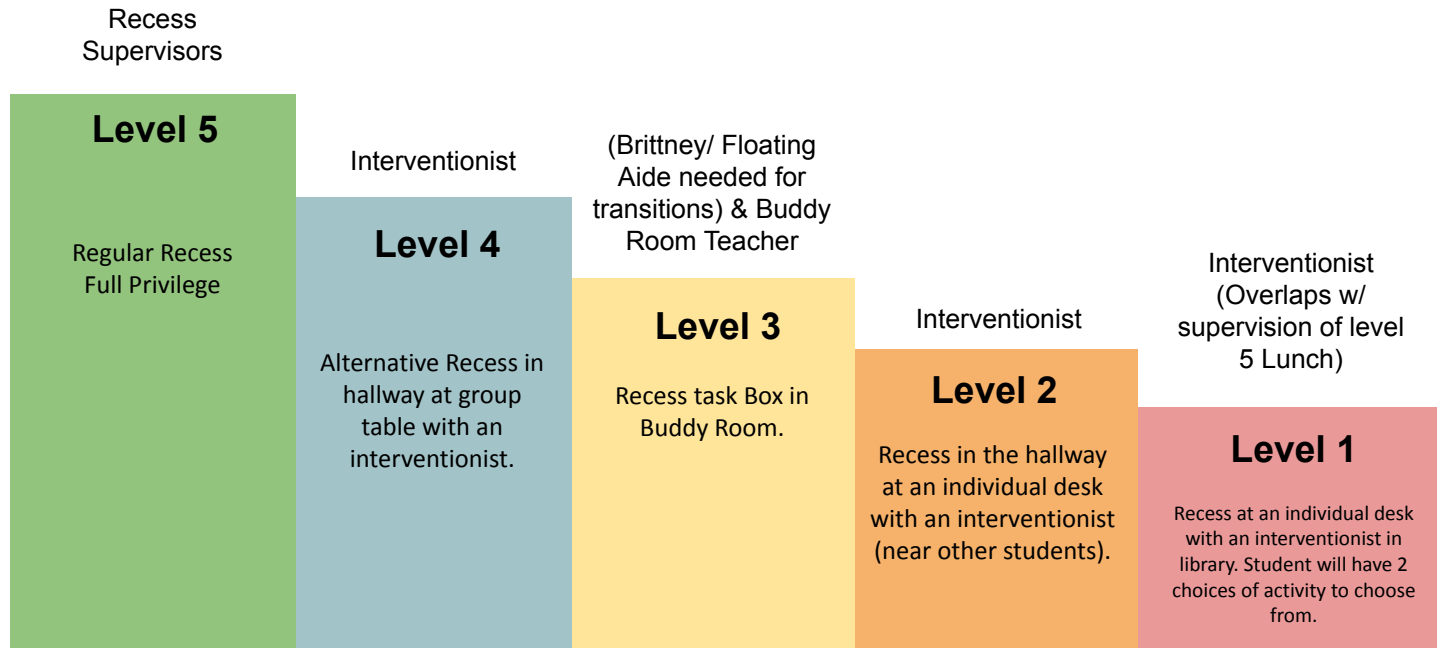 Recess
Supervisors
Level 5
Regular Recess
Full Privilege
Interventionist
Level 4
Alternative Recess in
hallway at group
table with an
interventionist.
(Brittney/ Floating
Aide needed for
transitions) & Buddy
Room Teacher
Level 3
Recess task Box in
Buddy Room.
Interventionist
Level 2
Recess in the hallway
at an individual desk
with an interventionist
(near other students).
Interventionist
(Overlaps w/
supervision of level
5 Lunch)
Level 1
Recess at an individual desk
with an interventionist in
library. Student will have 2
choices of activity to choose
from.